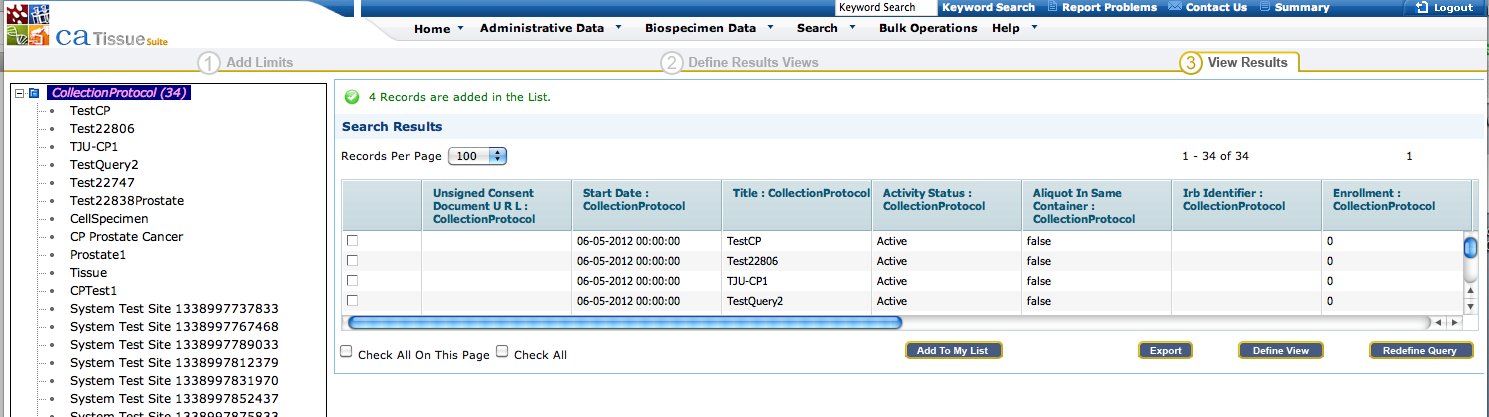 Keyword Search Keyword Search Report Problems Contact Us Summary Logout
ca Tissue Suite
Home Administrative Data Biospecimen Data Search Bulk Operations Help
1 Add Limits 2 Define Results Views 3 View Results
CollectionProtocol (34)
TestCP
Test22806
TJU-CP1
TestQuery2
Test22747
Test22838Prostate
CellSpecimen
CP Prostate Cancer
Prostate1
Tissue
CPTest1
System Test Site 1338997737833
System Test Site 1338997767468
System Test Site 1338997789033
System Test Site 1338997812379
System Test Site 1338997831970
System Test Site 1338997852437
System Test Site 1338997875833
4 Records are added in the List.
Search Results
Records Per Page 100 1 - 34 of 34 1
Unsigned Consent Start Date : Title : CollectionProtocol Activity Status : Aliquot In Same Irb Identifier : Enrollment :
Document U R L : CollectionProtocol CollectionProtocol Container : CollectionProtocol CollectionProtocol
CollectionProtocol CollectionProtocol
06-05-2012 00:00:00 TestCP Active false 0
06-05-2012 00:00:00 Test22806 Active false 0
06-05-2012 00:00:00 TJU-CP1 Active false 0
06-05-2012 00:00:00 TestQuery2 Active false 0
Check All On This Page Check All Add To My List Export Define View Redefine Query